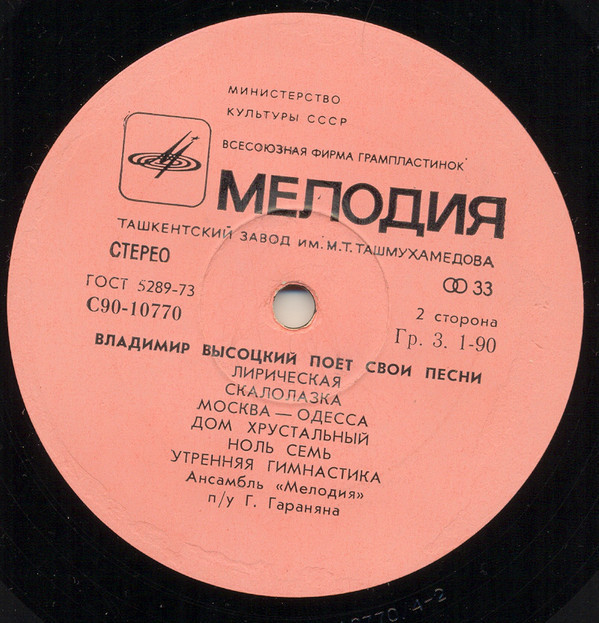 МИНИСТЕРСТВО
КУЛЬТУРЫ СССР
ВСЕСОЮЗНАЯ ФИРМА ГРАМПЛАСТИНОК
МЕЛОДИЯ
ТАШКЕНТСКИЙ ЗАВОД ИМ. М.Т. ТАШМУХАМЕДОВА
СТЕРЕО
33
ГОСТ 5289-73
С90-10770
2 сторона
Гр. 3. 1-90
ВЛАДИМИР ВЫСОЦКИЙ ПОЕТ СВОИ ПЕСНИ
ЛИРИЧЕСКАЯ
СКАЛОЛАЗКА
МОСКВА — ОДЕССА
ДОМ ХРУСТАЛЬНЫЙ
НОЛЬ СЕМЬ
УТРЕННЯЯ ГИМНАСТИКА
Ансамбль «Мелодия»
п/у Г. Гараняна